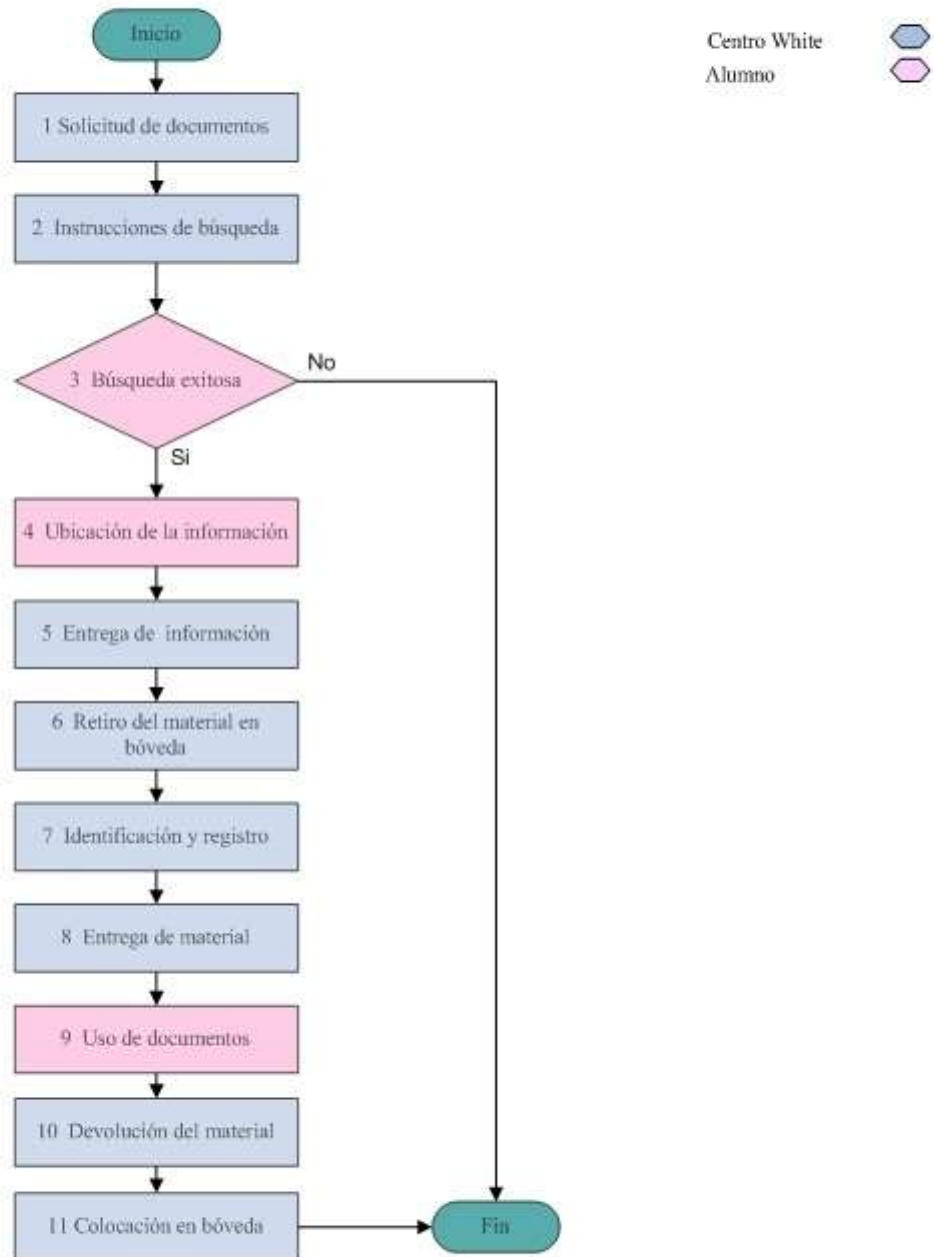 Inicio
Centro White
Alumno
1 Solicitud de documentos
2 Instrucciones de búsqueda
3 Búsqueda exitosa
No
Si
4 Ubicación de la información
5 Entrega de información
6 Retiro del material en
bóveda
7 Identificación y registro
8 Entrega de material
9 Uso de documentos
10 Devolución del material
11 Colocación en bóveda
Fin